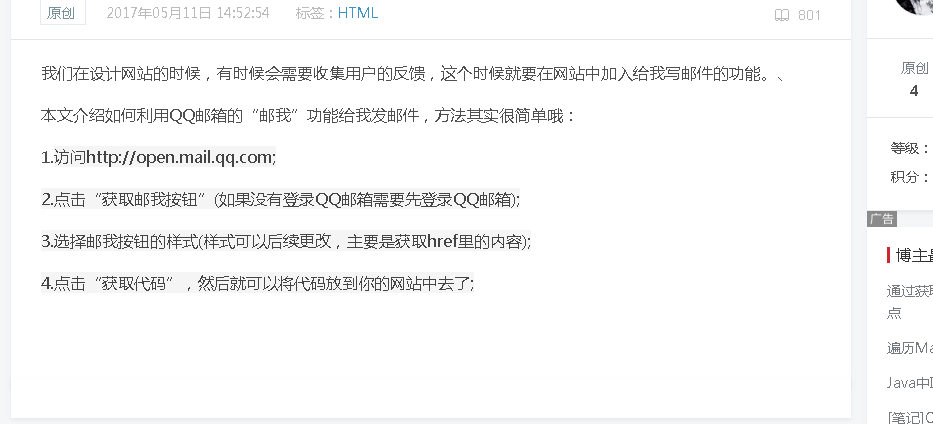 原创 2017年05月11日 14:52:54 标签：HTML 801
我们在设计网站的时候，有时候会需要收集用户的反馈，这个时候就要在网站中加入给我写邮件的功能。、
本文介绍如何利用QQ邮箱的“邮我”功能给我发邮件，方法其实很简单哦：
1.访问http://open.mail.qq.com;
2.点击“获取邮我按钮”(如果没有登录QQ邮箱需要先登录QQ邮箱);
3.选择邮我按钮的样式(样式可以后续更改，主要是获取href里的内容);
4.点击“获取代码”，然后就可以将代码放到你的网站中去了;
原创
4
等级：
积分：
广告
博主
通过获
点
遍历Ma
Java中
[笔记]